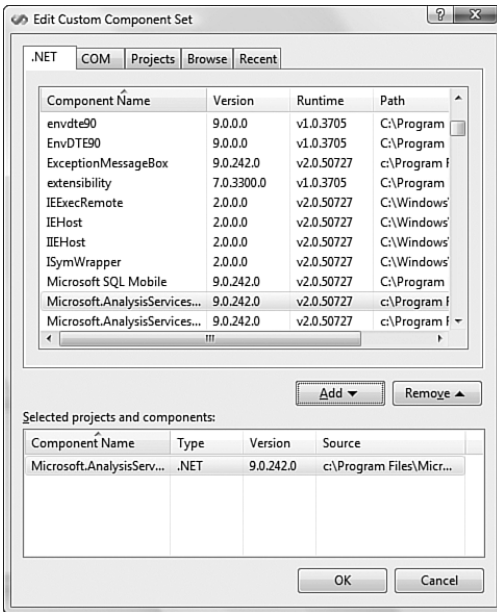 Edit Custom Component Set
.NET COM Projects Browse Recent
Component Name Version Runtime Path
envdte90 9.0.0.0 v1.0.3705 C:\Program
EnvDTE90 9.0.0.0 v1.0.3705 C:\Program
ExceptionMessageBox 9.0.242.0 v2.0.50727 c:\Program F
extensibility 7.0.3300.0 v1.0.3705 C:\Program
IEExecRemote 2.0.0.0 v2.0.50727 C:\Windows\
IEHost 2.0.0.0 v2.0.50727 C:\Windows\
IIEHost 2.0.0.0 v2.0.50727 C:\Windows\
ISymWrapper 2.0.0.0 v2.0.50727 C:\Windows\
Microsoft SQL Mobile 9.0.242.0 v2.0.50727 C:\Program
Microsoft.AnalysisServices... 9.0.242.0 v2.0.50727 c:\Program F
Microsoft.AnalysisServices... 9.0.242.0 v2.0.50727 c:\Program F
Add Remove
Selected projects and components:
Component Name Type Version Source
Microsoft.AnalysisServ... .NET 9.0.242.0 c:\Program Files\Micr...
OK Cancel